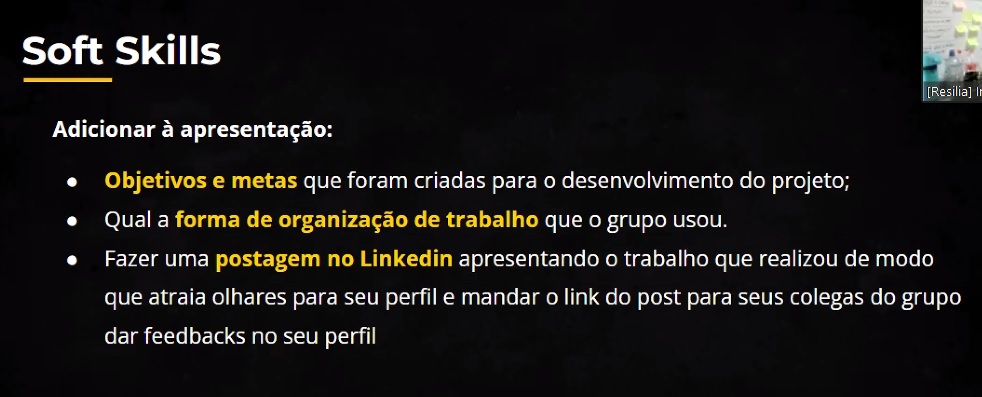 Soft Skills
[Resilia]
Adicionar à apresentação:
● Objetivos e metas que foram criadas para o desenvolvimento do projeto;
● Qual a forma de organização de trabalho que o grupo usou.
● Fazer uma postagem no Linkedin apresentando o trabalho que realizou de modo
que atraia olhares para seu perfil e mandar o link do post para seus colegas do grupo
dar feedbacks no seu perfil